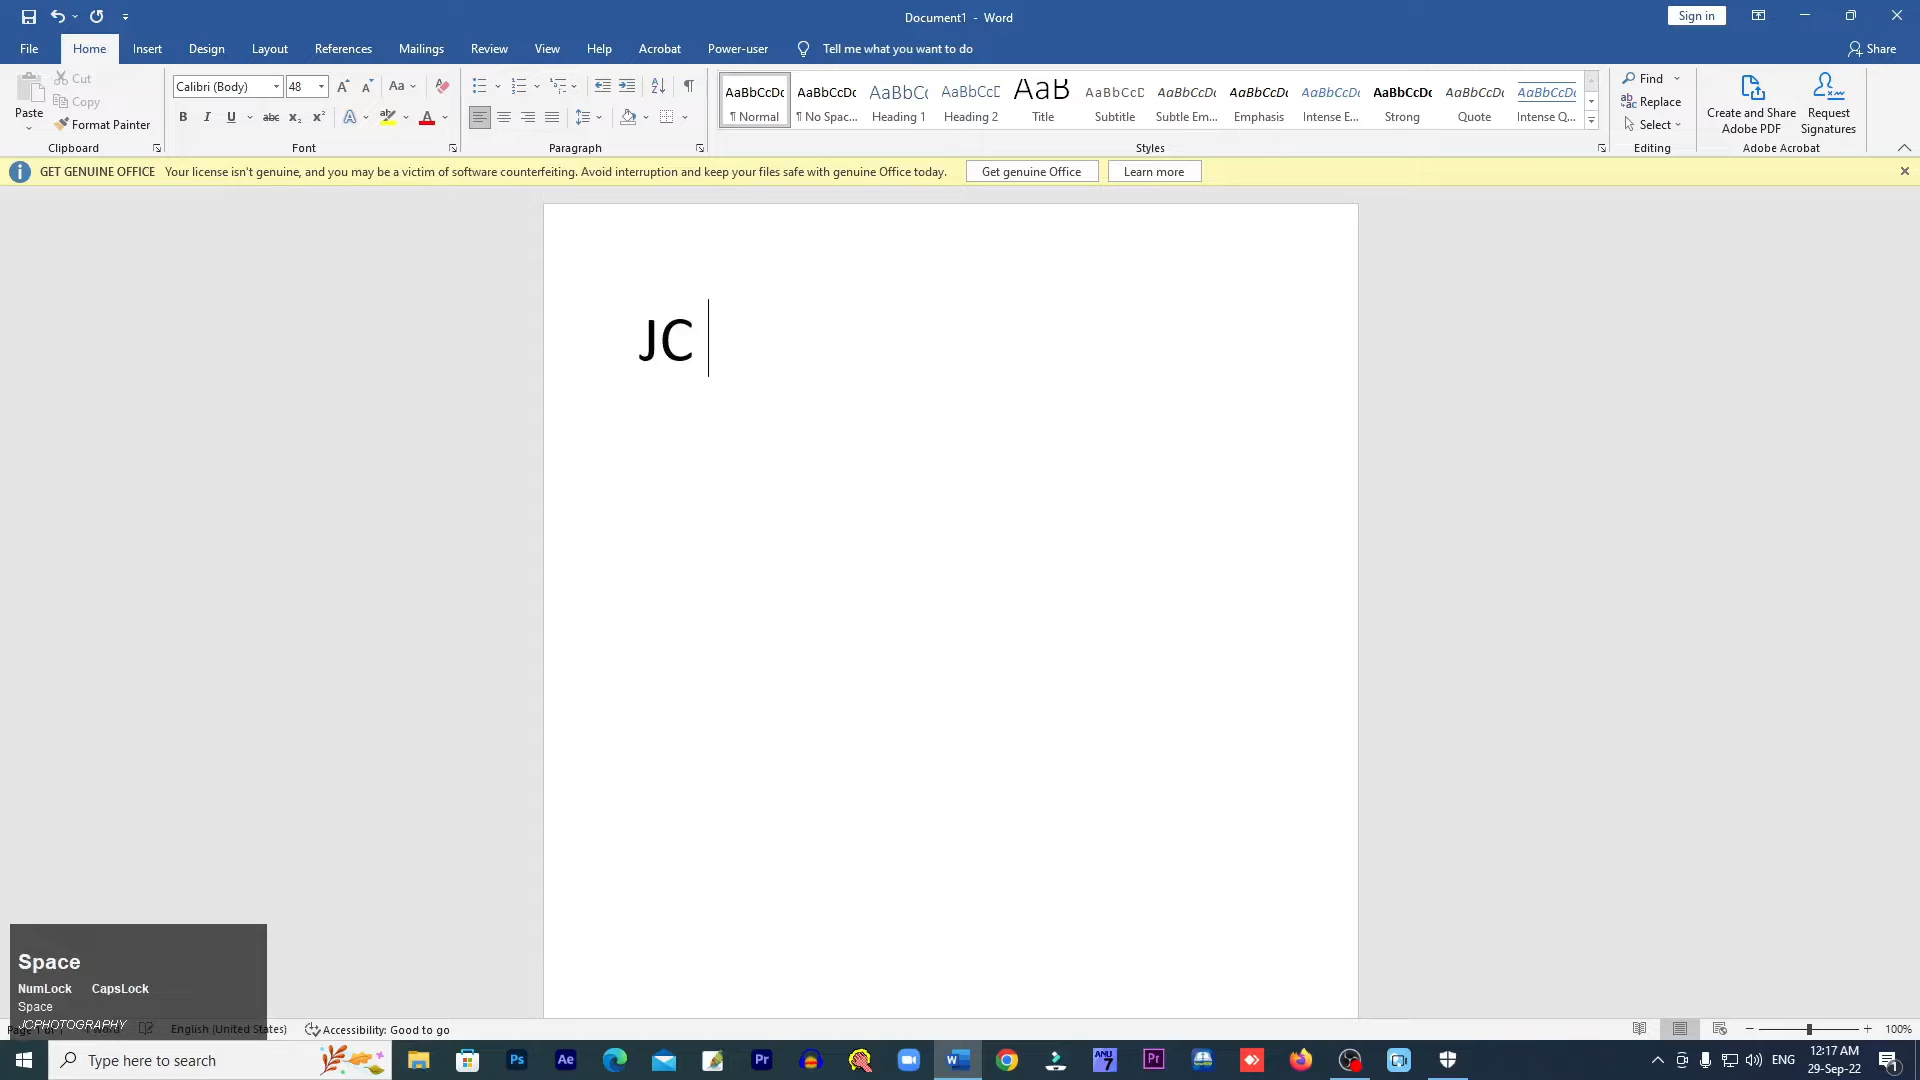 Document1 - Word
Sign in
File Home Insert Design Layout References Mailings Review View Help Acrobat Power-user Tell me what you want to do Share
Paste
Cut
Copy
Format Painter
Clipboard
Calibri (Body) 48
Font
Paragraph
AaBbCcDc AaBbCcDc AaBbCc AaBbCcD AaB AaBbCcD AaBbCcDc AaBbCcDc AaBbCcDc AaBbCcDc AaBbCcDc AaBbCcDc
¶ Normal ¶ No Spac... Heading 1 Heading 2 Title Subtitle Subtle Em... Emphasis Intense E... Strong Quote Intense Q...
Styles
Find
Replace
Select
Editing
Create and Share
Adobe PDF
Request
Signatures
Adobe Acrobat
GET GENUINE OFFICE Your license isn't genuine, and you may be a victim of software counterfeiting. Avoid interruption and keep your files safe with genuine Office today. Get genuine Office Learn more
JC
Space
NumLock CapsLock
Space
JCPHOTOGRAPHY
English (United States) Accessibility: Good to go 100%
Type here to search
ENG
12:17 AM
29-Sep-22